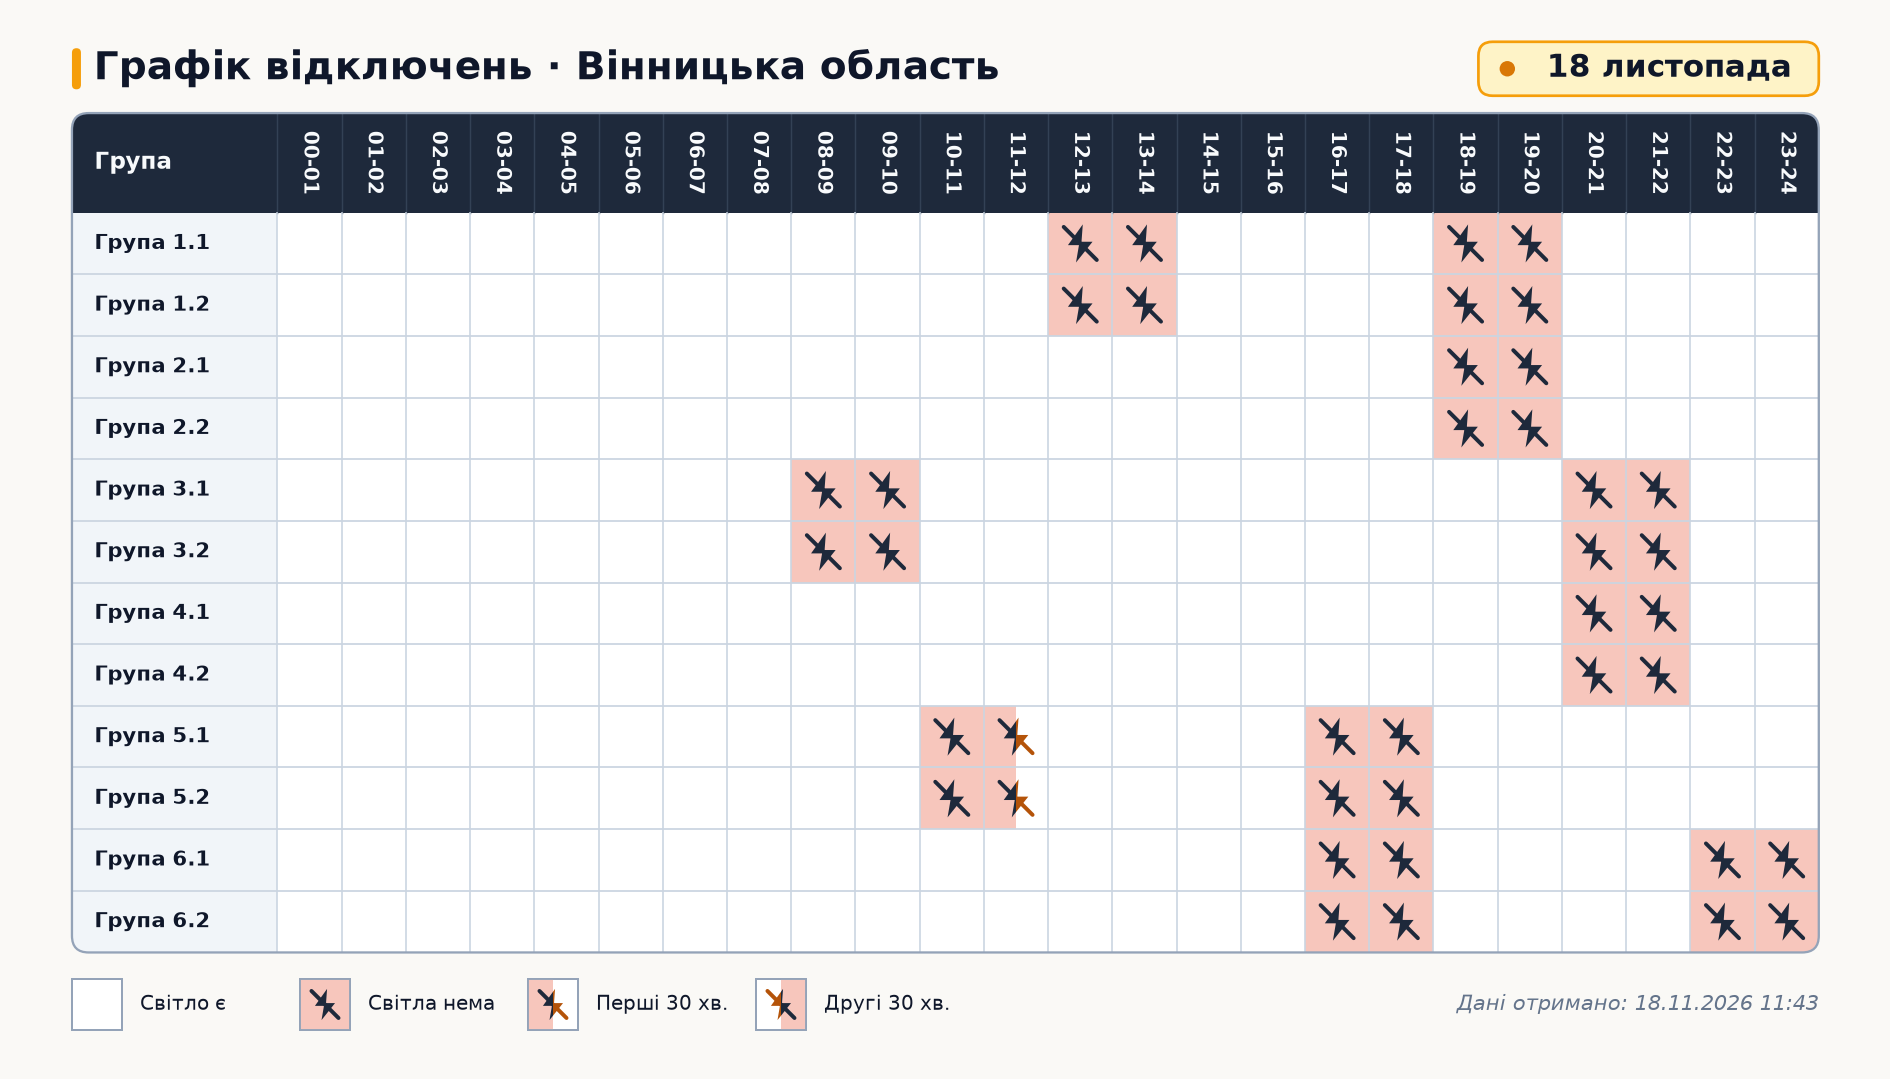 Графік відключень · Вінницька область
18 листопада
Група 00-01 01-02 02-03 03-04 04-05 05-06 06-07 07-08 08-09 09-10 10-11 11-12 12-13 13-14 14-15 15-16 16-17 17-18 18-19 19-20 20-21 21-22 22-23 23-24
Група 1.1
Група 1.2
Група 2.1
Група 2.2
Група 3.1
Група 3.2
Група 4.1
Група 4.2
Група 5.1
Група 5.2
Група 6.1
Група 6.2
Світло є Світла нема Перші 30 хв. Другі 30 хв.
Дані отримано: 18.11.2026 11:43